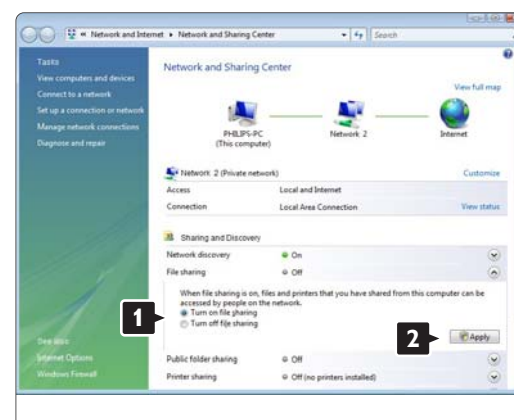 Network and Internet Network and Sharing Center
Search
Tasks
View computers and devices
Connect to a network
Set up a connection or network
Manage network connections
Diagnose and repair
See also
Internet Options
Windows Firewall
Network and Sharing Center
View full map
PHILIPS-PC
(This computer)
Network 2
Internet
Network 2 (Private network)
Customize
Access Local and Internet
Connection Local Area Connection View status
Sharing and Discovery
Network discovery On
File sharing Off
When file sharing is on, files and printers that you have shared from this computer can be
accessed by people on the network.
1
Turn on file sharing
Turn off file sharing
2
Apply
Public folder sharing Off
Printer sharing Off (no printers installed)